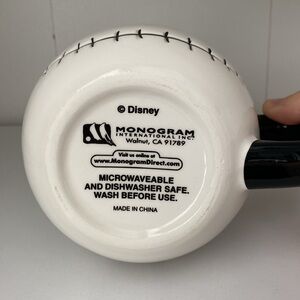 © Disney
MONOGRAM
INTERNATIONAL INC.
Walnut, CA 91789
Visit us online at
www.MonogramDirect.com
MICROWAVEABLE
AND DISHWASHER SAFE.
WASH BEFORE USE.
MADE IN CHINA